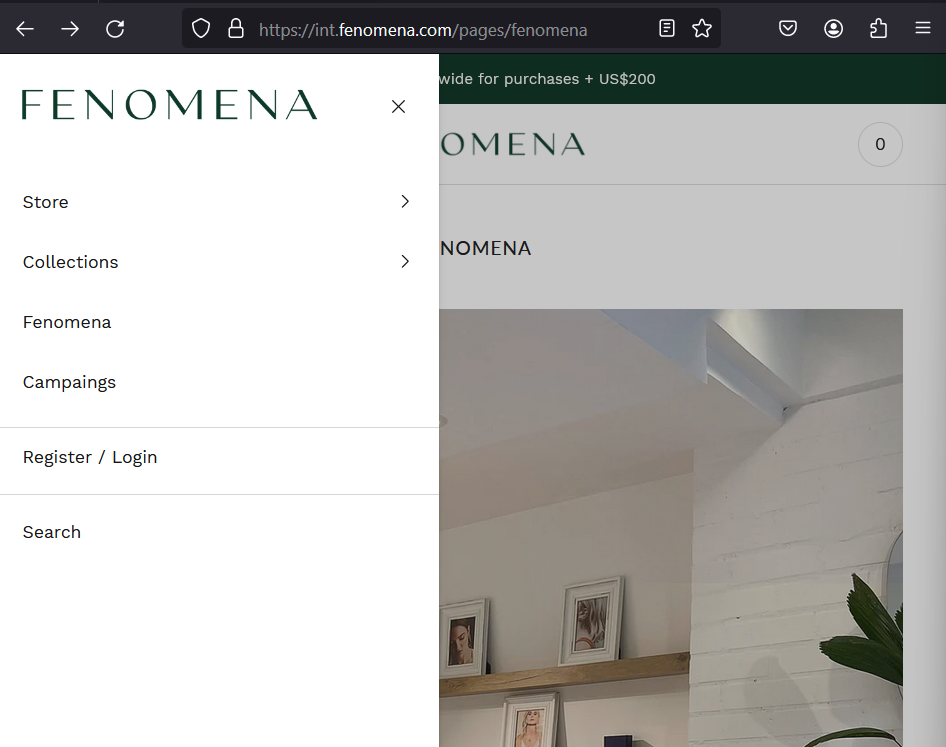 https://int.fenomena.com/pages/fenomena
wide for purchases + US$200
FENOMENA
OMENA
0
Store
NOMENA
Collections
Fenomena
Campaings
Register / Login
Search